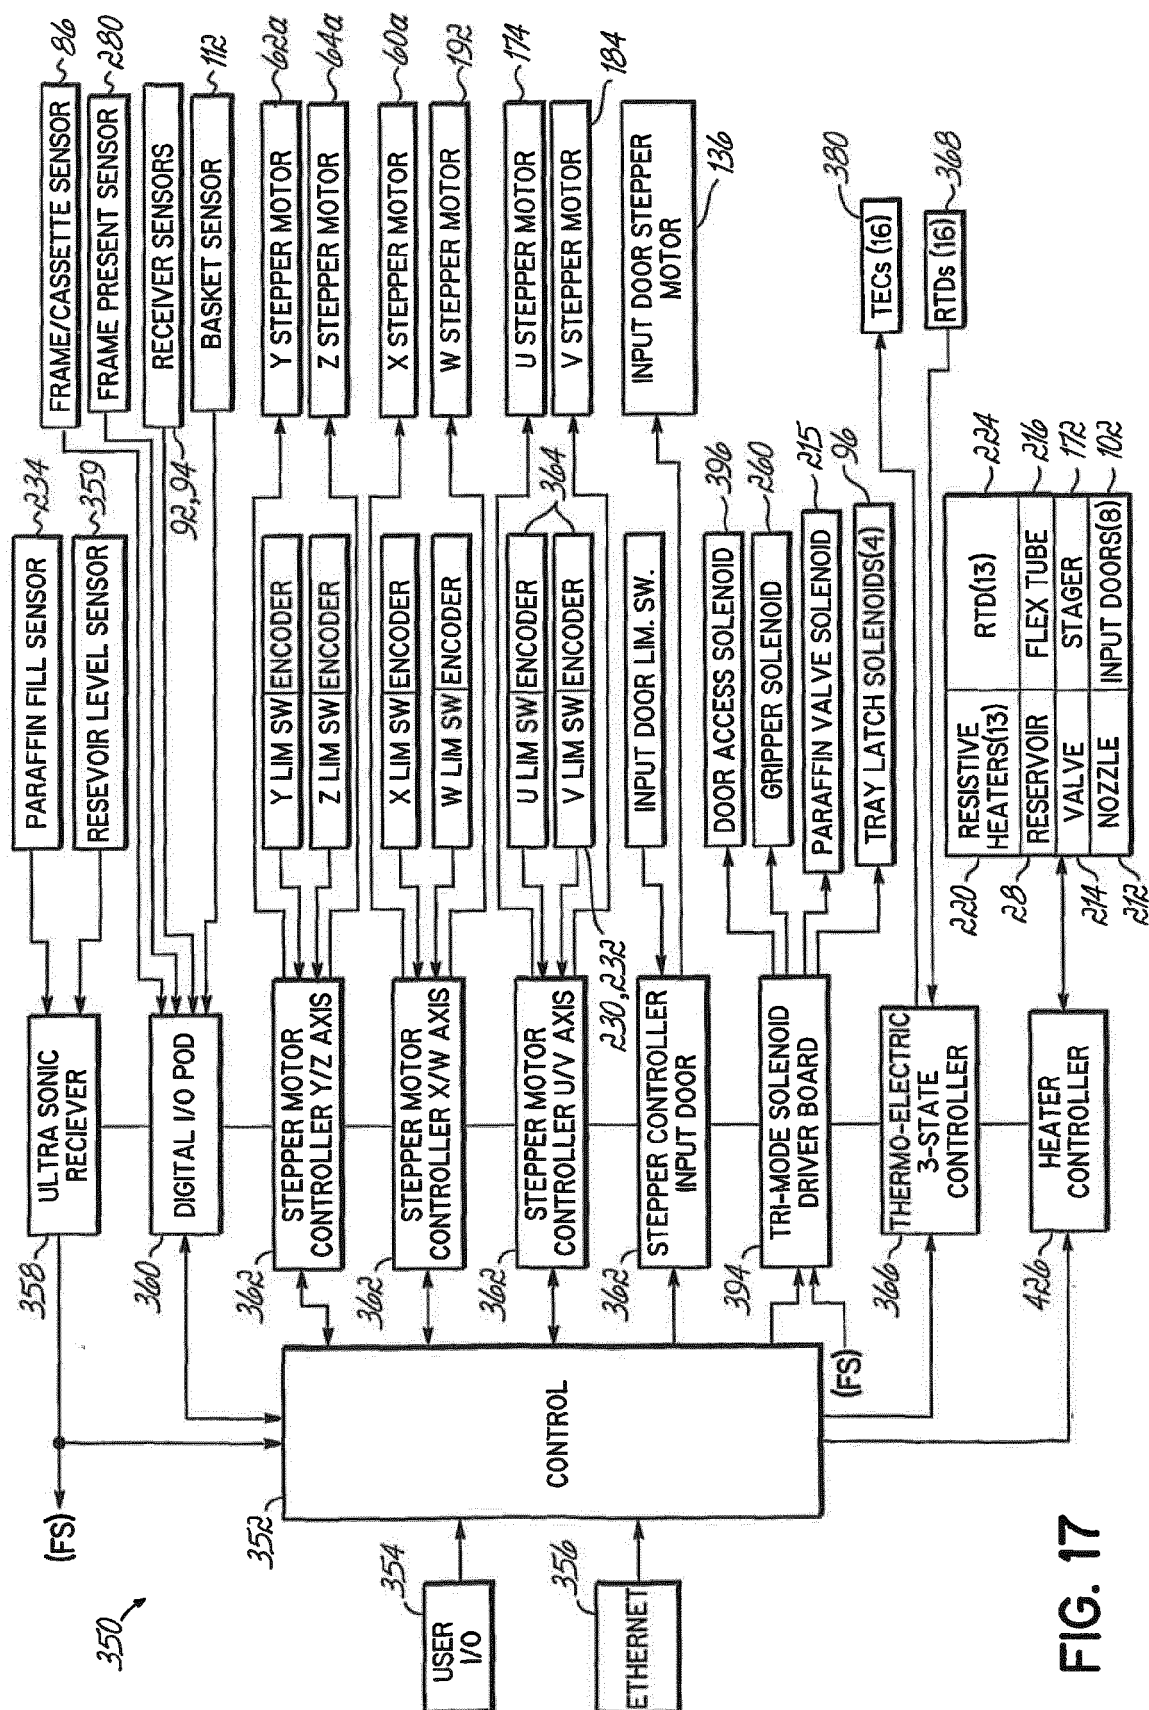 350
(FS)
358
ULTRA SONIC
RECIEVER
PARAFFIN FILL SENSOR
234
RESEVOIR LEVEL SENSOR
359
360
DIGITAL I/O POD
FRAME/CASSETTE SENSOR
86
FRAME PRESENT SENSOR
280
RECEIVER SENSORS
92,94
BASKET SENSOR
112
352
CONTROL
354
USER
I/O
356
ETHERNET
362
STEPPER MOTOR
CONTROLLER Y/Z AXIS
Y LIM SW
ENCODER
Z LIM SW
ENCODER
Y STEPPER MOTOR
62a
Z STEPPER MOTOR
64a
362
STEPPER MOTOR
CONTROLLER X/W AXIS
X LIM SW
ENCODER
W LIM SW
ENCODER
X STEPPER MOTOR
60a
W STEPPER MOTOR
192
362
STEPPER MOTOR
CONTROLLER U/V AXIS
U LIM SW
ENCODER
V LIM SW
ENCODER
364
230,232
U STEPPER MOTOR
174
V STEPPER MOTOR
184
362
STEPPER CONTROLLER
INPUT DOOR
INPUT DOOR LIM. SW.
INPUT DOOR STEPPER
MOTOR
136
394
(FS)
TRI-MODE SOLENOID
DRIVER BOARD
DOOR ACCESS SOLENOID
396
GRIPPER SOLENOID
260
PARAFFIN VALVE SOLENOID
215
TRAY LATCH SOLENOIDS(4)
96
366
THERMO-ELECTRIC
3-STATE
CONTROLLER
TECs (16)
380
RTDs (16)
368
426
HEATER
CONTROLLER
220
RESISTIVE
HEATERS(13)
RTD(13)
224
28
RESERVOIR
FLEX TUBE
216
214
VALVE
STAGER
172
212
NOZZLE
INPUT DOORS(8)
102
FIG. 17